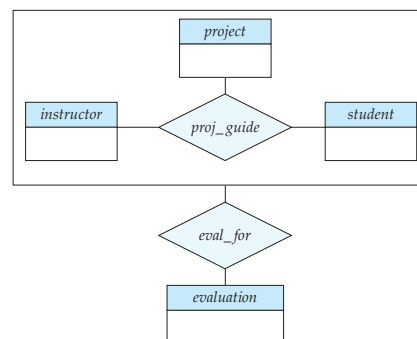 project
instructor
proj_guide
student
eval_for
evaluation